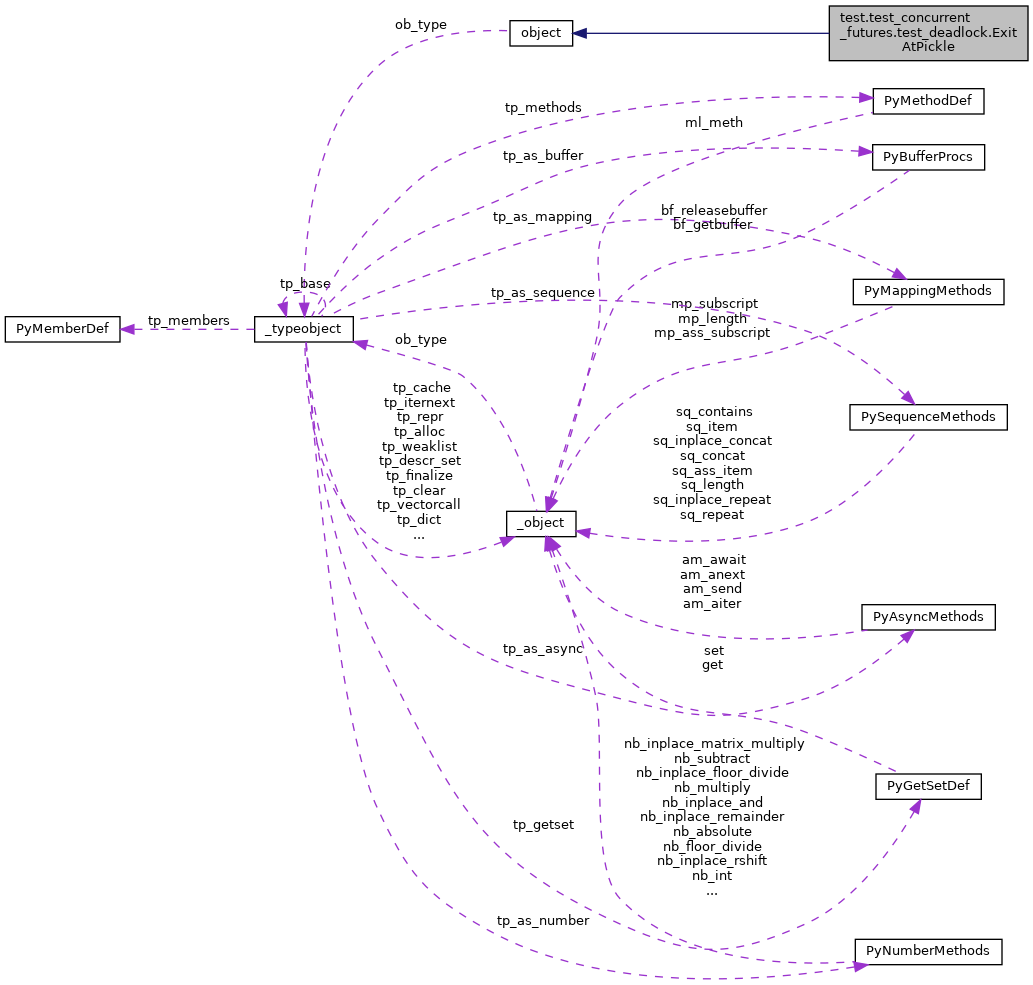 ob_type
object
test.test_concurrent
_futures.test_deadlock.Exit
AtPickle
tp_methods
PyMethodDef
ml_meth
tp_as_buffer
PyBufferProcs
tp_as_mapping
bf_releasebuffer
bf_getbuffer
tp_base
tp_as_sequence
PyMappingMethods
mp_subscript
mp_length
mp_ass_subscript
PyMemberDef
tp_members
_typeobject
ob_type
tp_cache
tp_iternext
tp_repr
tp_alloc
tp_weaklist
tp_descr_set
tp_finalize
tp_clear
tp_vectorcall
tp_dict
...
PySequenceMethods
sq_contains
sq_item
sq_inplace_concat
sq_concat
sq_ass_item
sq_length
sq_inplace_repeat
sq_repeat
_object
am_await
am_anext
am_send
am_aiter
PyAsyncMethods
tp_as_async
set
get
nb_inplace_matrix_multiply
nb_subtract
nb_inplace_floor_divide
nb_multiply
nb_inplace_and
nb_inplace_remainder
nb_absolute
nb_floor_divide
nb_inplace_rshift
nb_int
...
PyGetSetDef
tp_getset
tp_as_number
PyNumberMethods